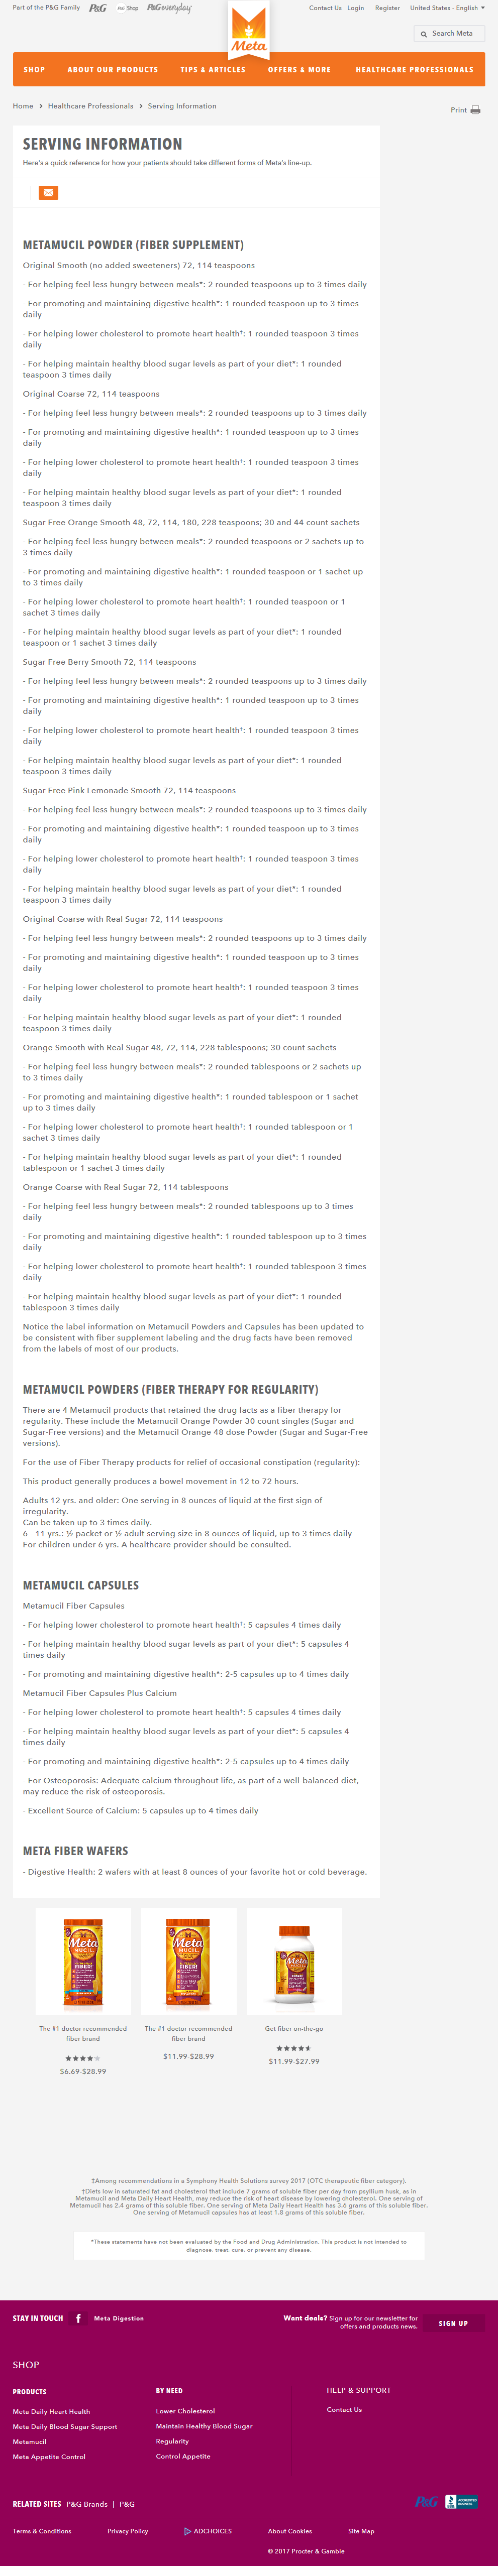 Part of the P&G Family P&G P&G Shop P&G everyday
Contact Us Login Register United States - English
Meta
Search Meta
SHOP ABOUT OUR PRODUCTS TIPS & ARTICLES OFFERS & MORE HEALTHCARE PROFESSIONALS
Home > Healthcare Professionals > Serving Information
Print
SERVING INFORMATION
Here's a quick reference for how your patients should take different forms of Meta's line-up.
METAMUCIL POWDER (FIBER SUPPLEMENT)
Original Smooth (no added sweeteners) 72, 114 teaspoons
- For helping feel less hungry between meals*: 2 rounded teaspoons up to 3 times daily
- For promoting and maintaining digestive health*: 1 rounded teaspoon up to 3 times
daily
- For helping lower cholesterol to promote heart health†: 1 rounded teaspoon 3 times
daily
- For helping maintain healthy blood sugar levels as part of your diet*: 1 rounded
teaspoon 3 times daily
Original Coarse 72, 114 teaspoons
- For helping feel less hungry between meals*: 2 rounded teaspoons up to 3 times daily
- For promoting and maintaining digestive health*: 1 rounded teaspoon up to 3 times
daily
- For helping lower cholesterol to promote heart health†: 1 rounded teaspoon 3 times
daily
- For helping maintain healthy blood sugar levels as part of your diet*: 1 rounded
teaspoon 3 times daily
Sugar Free Orange Smooth 48, 72, 114, 180, 228 teaspoons; 30 and 44 count sachets
- For helping feel less hungry between meals*: 2 rounded teaspoons or 2 sachets up to
3 times daily
- For promoting and maintaining digestive health*: 1 rounded teaspoon or 1 sachet up
to 3 times daily
- For helping lower cholesterol to promote heart health†: 1 rounded teaspoon or 1
sachet 3 times daily
- For helping maintain healthy blood sugar levels as part of your diet*: 1 rounded
teaspoon or 1 sachet 3 times daily
Sugar Free Berry Smooth 72, 114 teaspoons
- For helping feel less hungry between meals*: 2 rounded teaspoons up to 3 times daily
- For promoting and maintaining digestive health*: 1 rounded teaspoon up to 3 times
daily
- For helping lower cholesterol to promote heart health†: 1 rounded teaspoon 3 times
daily
- For helping maintain healthy blood sugar levels as part of your diet*: 1 rounded
teaspoon 3 times daily
Sugar Free Pink Lemonade Smooth 72, 114 teaspoons
- For helping feel less hungry between meals*: 2 rounded teaspoons up to 3 times daily
- For promoting and maintaining digestive health*: 1 rounded teaspoon up to 3 times
daily
- For helping lower cholesterol to promote heart health†: 1 rounded teaspoon 3 times
daily
- For helping maintain healthy blood sugar levels as part of your diet*: 1 rounded
teaspoon 3 times daily
Original Coarse with Real Sugar 72, 114 teaspoons
- For helping feel less hungry between meals*: 2 rounded teaspoons up to 3 times daily
- For promoting and maintaining digestive health*: 1 rounded teaspoon up to 3 times
daily
- For helping lower cholesterol to promote heart health†: 1 rounded teaspoon 3 times
daily
- For helping maintain healthy blood sugar levels as part of your diet*: 1 rounded
teaspoon 3 times daily
Orange Smooth with Real Sugar 48, 72, 114, 228 tablespoons; 30 count sachets
- For helping feel less hungry between meals*: 2 rounded tablespoons or 2 sachets up
to 3 times daily
- For promoting and maintaining digestive health*: 1 rounded tablespoon or 1 sachet
up to 3 times daily
- For helping lower cholesterol to promote heart health†: 1 rounded tablespoon or 1
sachet 3 times daily
- For helping maintain healthy blood sugar levels as part of your diet*: 1 rounded
tablespoon or 1 sachet 3 times daily
Orange Coarse with Real Sugar 72, 114 tablespoons
- For helping feel less hungry between meals*: 2 rounded tablespoons up to 3 times
daily
- For promoting and maintaining digestive health*: 1 rounded tablespoon up to 3 times
daily
- For helping lower cholesterol to promote heart health†: 1 rounded tablespoon 3 times
daily
- For helping maintain healthy blood sugar levels as part of your diet*: 1 rounded
tablespoon 3 times daily
Notice the label information on Metamucil Powders and Capsules has been updated to
be consistent with fiber supplement labeling and the drug facts have been removed
from the labels of most of our products.
METAMUCIL POWDERS (FIBER THERAPY FOR REGULARITY)
There are 4 Metamucil products that retained the drug facts as a fiber therapy for
regularity. These include the Metamucil Orange Powder 30 count singles (Sugar and
Sugar-Free versions) and the Metamucil Orange 48 dose Powder (Sugar and Sugar-Free
versions).
For the use of Fiber Therapy products for relief of occasional constipation (regularity):
This product generally produces a bowel movement in 12 to 72 hours.
Adults 12 yrs. and older: One serving in 8 ounces of liquid at the first sign of
irregularity.
Can be taken up to 3 times daily.
6 - 11 yrs.: ½ packet or ½ adult serving size in 8 ounces of liquid, up to 3 times daily
For children under 6 yrs. A healthcare provider should be consulted.
METAMUCIL CAPSULES
Metamucil Fiber Capsules
- For helping lower cholesterol to promote heart health†: 5 capsules 4 times daily
- For helping maintain healthy blood sugar levels as part of your diet*: 5 capsules 4
times daily
- For promoting and maintaining digestive health*: 2-5 capsules up to 4 times daily
Metamucil Fiber Capsules Plus Calcium
- For helping lower cholesterol to promote heart health†: 5 capsules 4 times daily
- For helping maintain healthy blood sugar levels as part of your diet*: 5 capsules 4
times daily
- For promoting and maintaining digestive health*: 2-5 capsules up to 4 times daily
- For Osteoporosis: Adequate calcium throughout life, as part of a well-balanced diet,
may reduce the risk of osteoporosis.
- Excellent Source of Calcium: 5 capsules up to 4 times daily
META FIBER WAFERS
- Digestive Health: 2 wafers with at least 8 ounces of your favorite hot or cold beverage.
Meta MUCIL FIBER! Meta MUCIL FIBER! Meta MUCIL
The #1 doctor recommended
fiber brand
$6.69-$28.99
The #1 doctor recommended
fiber brand
$11.99-$28.99
Get fiber on-the-go
$11.99-$27.99
‡Among recommendations in a Symphony Health Solutions survey 2017 (OTC therapeutic fiber category).
†Diets low in saturated fat and cholesterol that include 7 grams of soluble fiber per day from psyllium husk, as in
Metamucil and Meta Daily Heart Health, may reduce the risk of heart disease by lowering cholesterol. One serving of
Metamucil has 2.4 grams of this soluble fiber. One serving of Meta Daily Heart Health has 3.6 grams of this soluble fiber.
One serving of Metamucil capsules has at least 1.8 grams of this soluble fiber.
*These statements have not been evaluated by the Food and Drug Administration. This product is not intended to
diagnose, treat, cure, or prevent any disease.
STAY IN TOUCH f Meta Digestion
Want deals? Sign up for our newsletter for
offers and products news.
SIGN UP
SHOP
PRODUCTS
Meta Daily Heart Health
Meta Daily Blood Sugar Support
Metamucil
Meta Appetite Control
BY NEED
Lower Cholesterol
Maintain Healthy Blood Sugar
Regularity
Control Appetite
HELP & SUPPORT
Contact Us
RELATED SITES P&G Brands | P&G
P&G BBB ACCREDITED BUSINESS
Terms & Conditions Privacy Policy ADCHOICES About Cookies Site Map
© 2017 Procter & Gamble